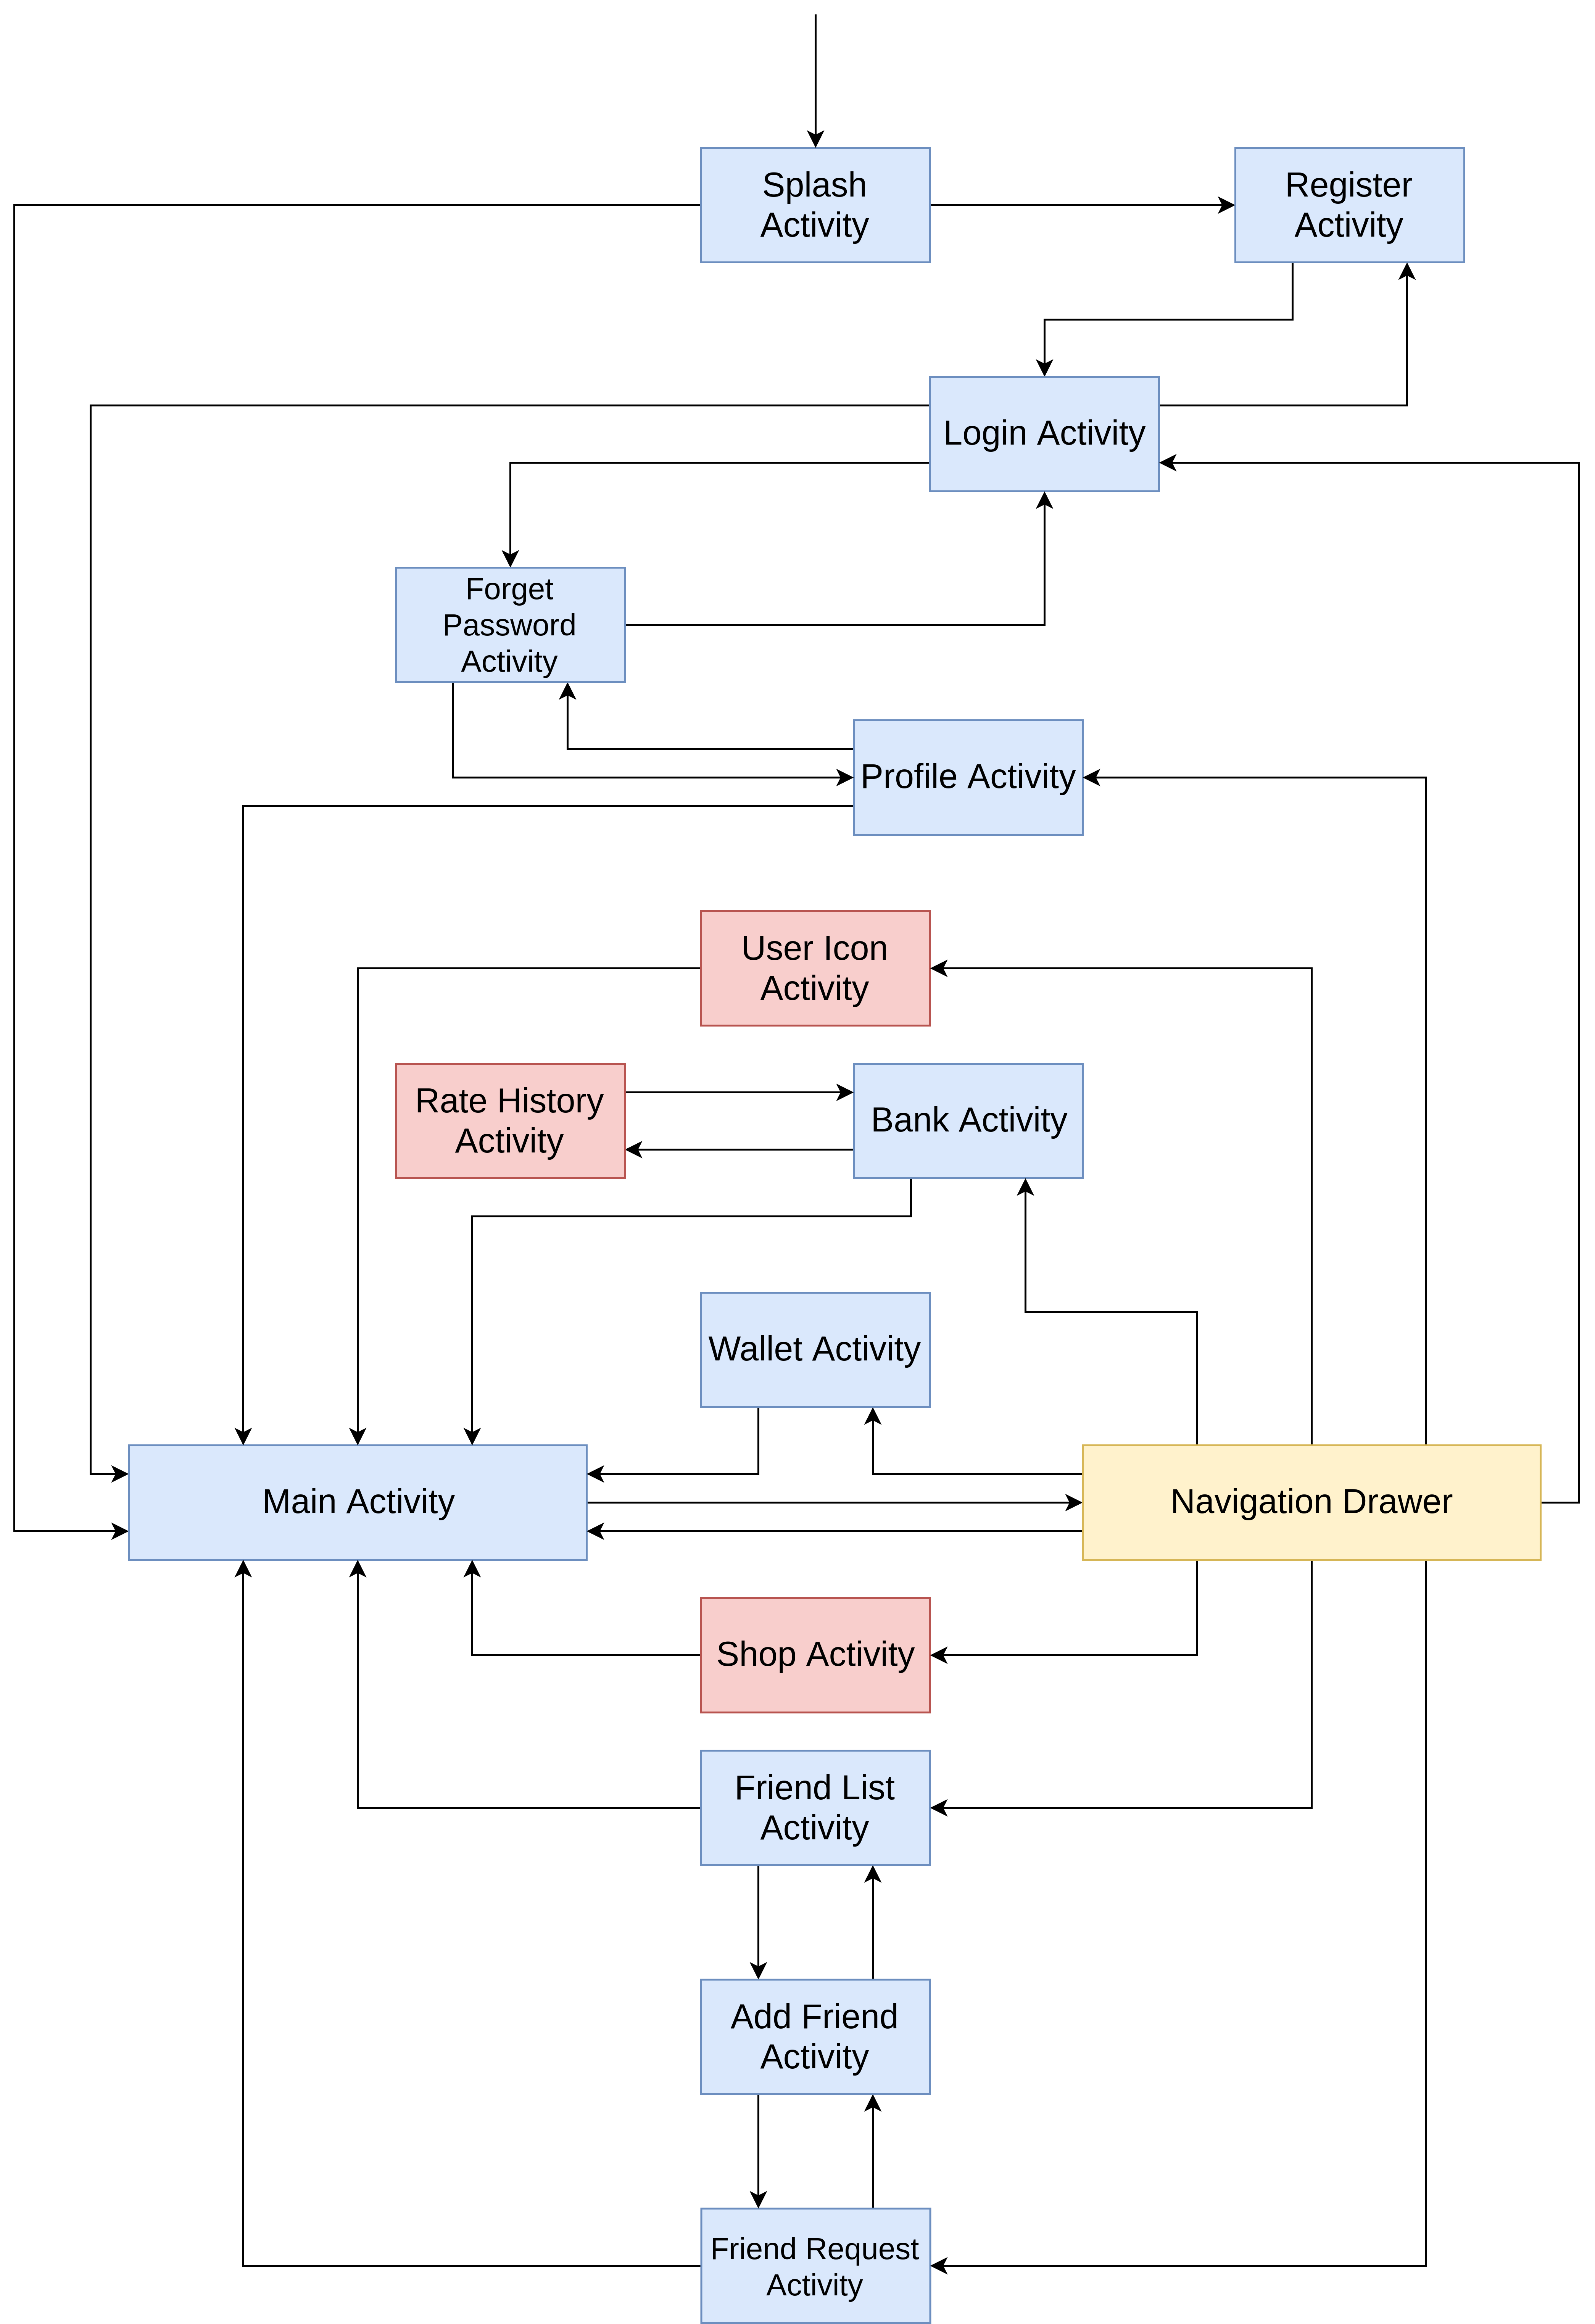 Splash
Activity
Register
Activity
Login Activity
Forget
Password
Activity
Profile Activity
User Icon
Activity
Rate History
Activity
Bank Activity
Wallet Activity
Main Activity
Navigation Drawer
Shop Activity
Friend List
Activity
Add Friend
Activity
Friend Request
Activity